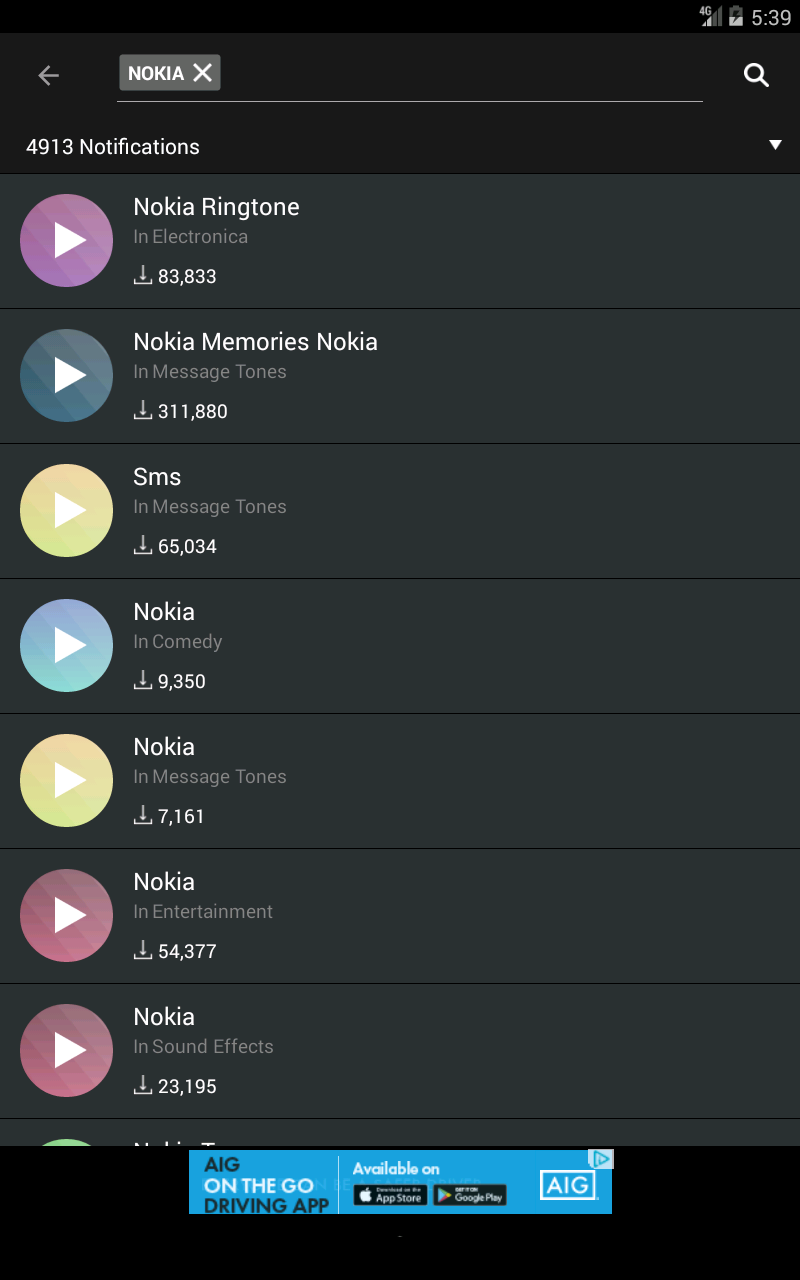 4G 5:39
NOKIA
4913 Notifications
Nokia Ringtone
In Electronica
83,833
Nokia Memories Nokia
In Message Tones
311,880
Sms
In Message Tones
65,034
Nokia
In Comedy
9,350
Nokia
In Message Tones
7,161
Nokia
In Entertainment
54,377
Nokia
In Sound Effects
23,195
AIG
ON THE GO
DRIVING APP
Available on
Download on the
App Store
GET IT ON
Google Play
AIG